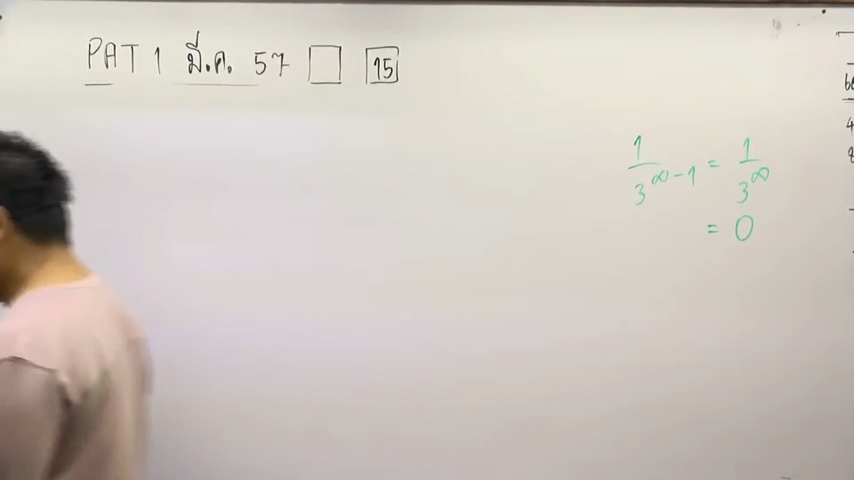 PAT 1 มี.ค. 57 15
1/3^∞-1 = 1/3^∞
= 0